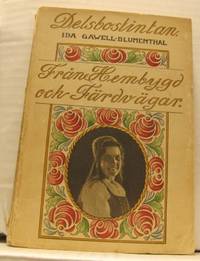 Delsbostintan.
IDA GAWELL-BLUMENTHAL
Från Hembygd
och Färdvägar.